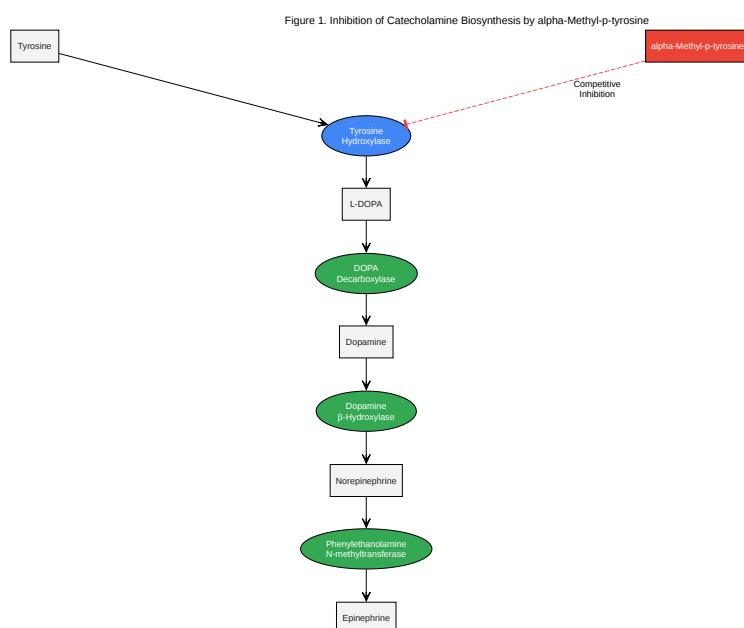 Figure 1. Inhibition of Catecholamine Biosynthesis by alpha-Methyl-p-tyrosine
Tyrosine
alpha-Methyl-p-tyrosine
Competitive
Inhibition
Tyrosine
Hydroxylase
L-DOPA
DOPA
Decarboxylase
Dopamine
Dopamine
β-Hydroxylase
Norepinephrine
Phenylethanolamine
N-methyltransferase
Epinephrine